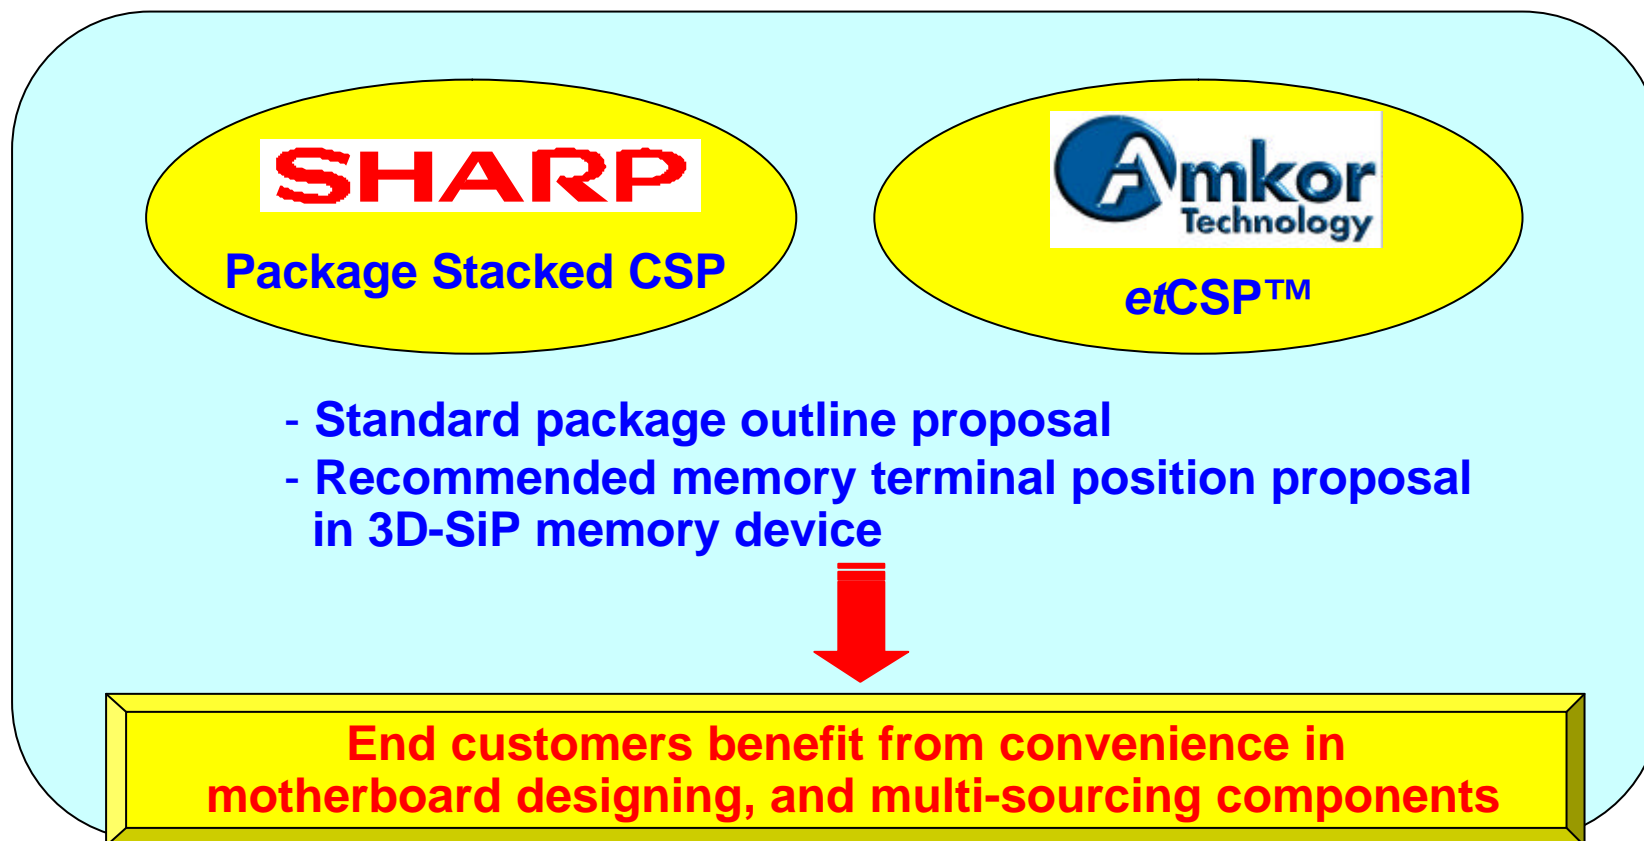 SHARP
Package Stacked CSP
Amkor
Technology
etCSP™
- Standard package outline proposal
- Recommended memory terminal position proposal
in 3D-SiP memory device
End customers benefit from convenience in
motherboard designing, and multi-sourcing components